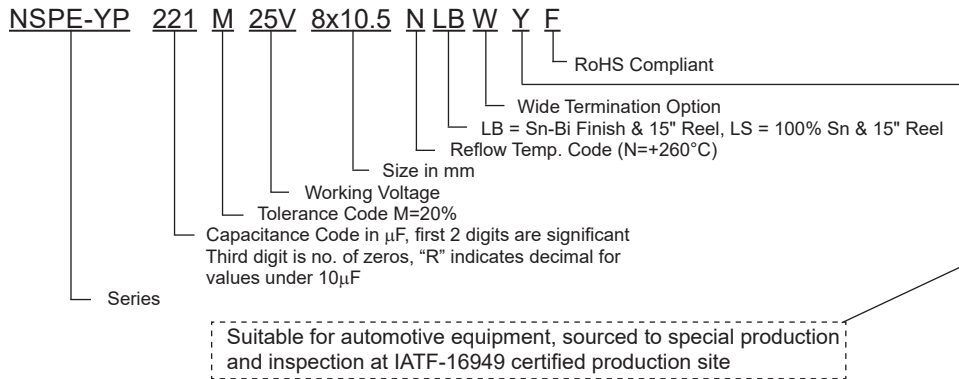 NSPE-YP 221 M 25V 8x10.5 N LB W Y F
RoHS Compliant
Wide Termination Option
LB = Sn-Bi Finish & 15" Reel, LS = 100% Sn & 15" Reel
Reflow Temp. Code (N=+260°C)
Size in mm
Working Voltage
Tolerance Code M=20%
Capacitance Code in μF, first 2 digits are significant
Third digit is no. of zeros, “R” indicates decimal for
values under 10μF
Series
Suitable for automotive equipment, sourced to special production
and inspection at IATF-16949 certified production site